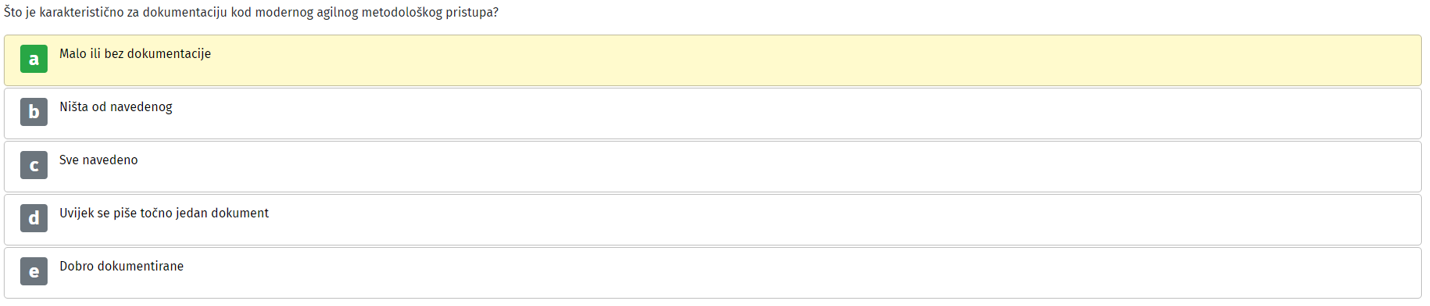 Što je karakteristično za dokumentaciju kod modernog agilnog metodološkog pristupa?
a Malo ili bez dokumentacije
b Ništa od navedenog
c Sve navedeno
d Uvijek se piše točno jedan dokument
e Dobro dokumentirane